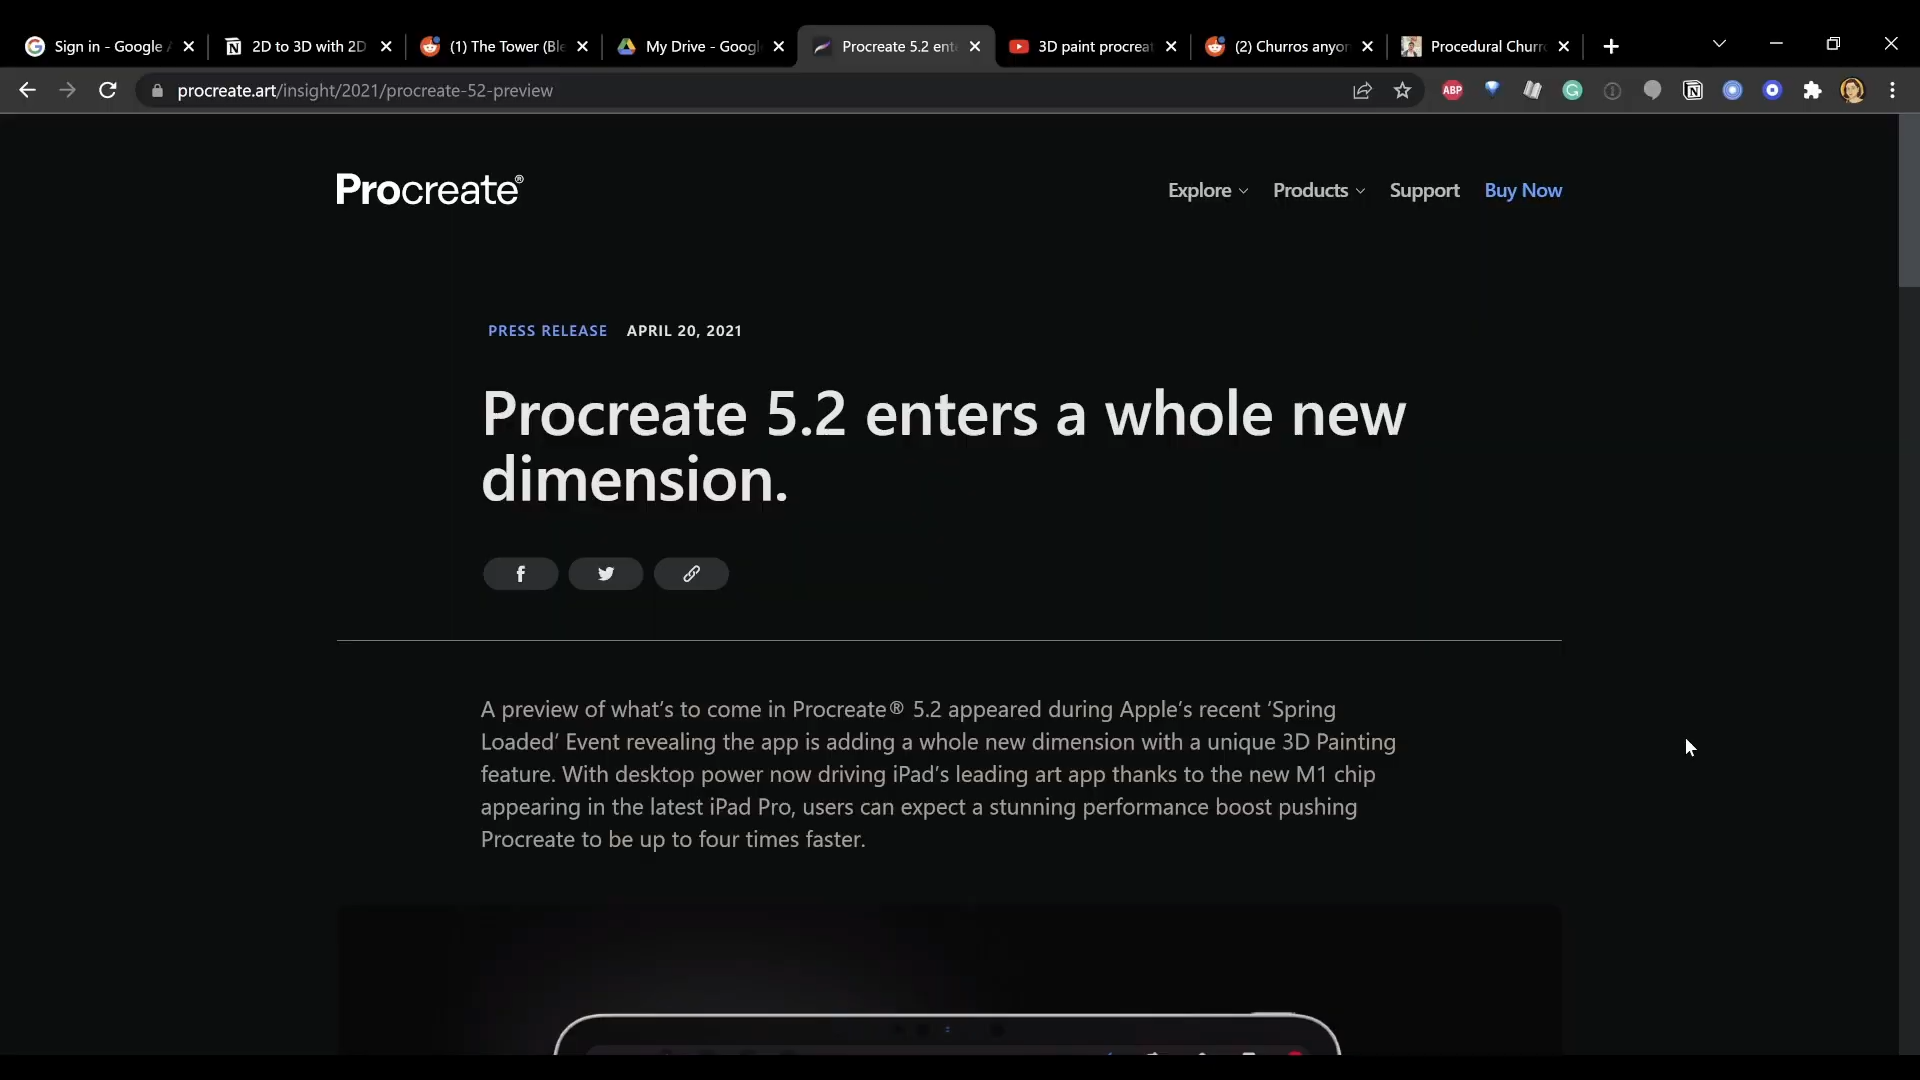 Sign in - Google
2D to 3D with 2D
(1) The Tower (Ble
My Drive - Googl
Procreate 5.2 ent
3D paint procreat
(2) Churros anyor
Procedural Churr
procreate.art/insight/2021/procreate-52-preview
ABP
Procreate®
Explore
Products
Support
Buy Now
PRESS RELEASE APRIL 20, 2021
Procreate 5.2 enters a whole new
dimension.
A preview of what's to come in Procreate® 5.2 appeared during Apple's recent ‘Spring
Loaded’ Event revealing the app is adding a whole new dimension with a unique 3D Painting
feature. With desktop power now driving iPad's leading art app thanks to the new M1 chip
appearing in the latest iPad Pro, users can expect a stunning performance boost pushing
Procreate to be up to four times faster.